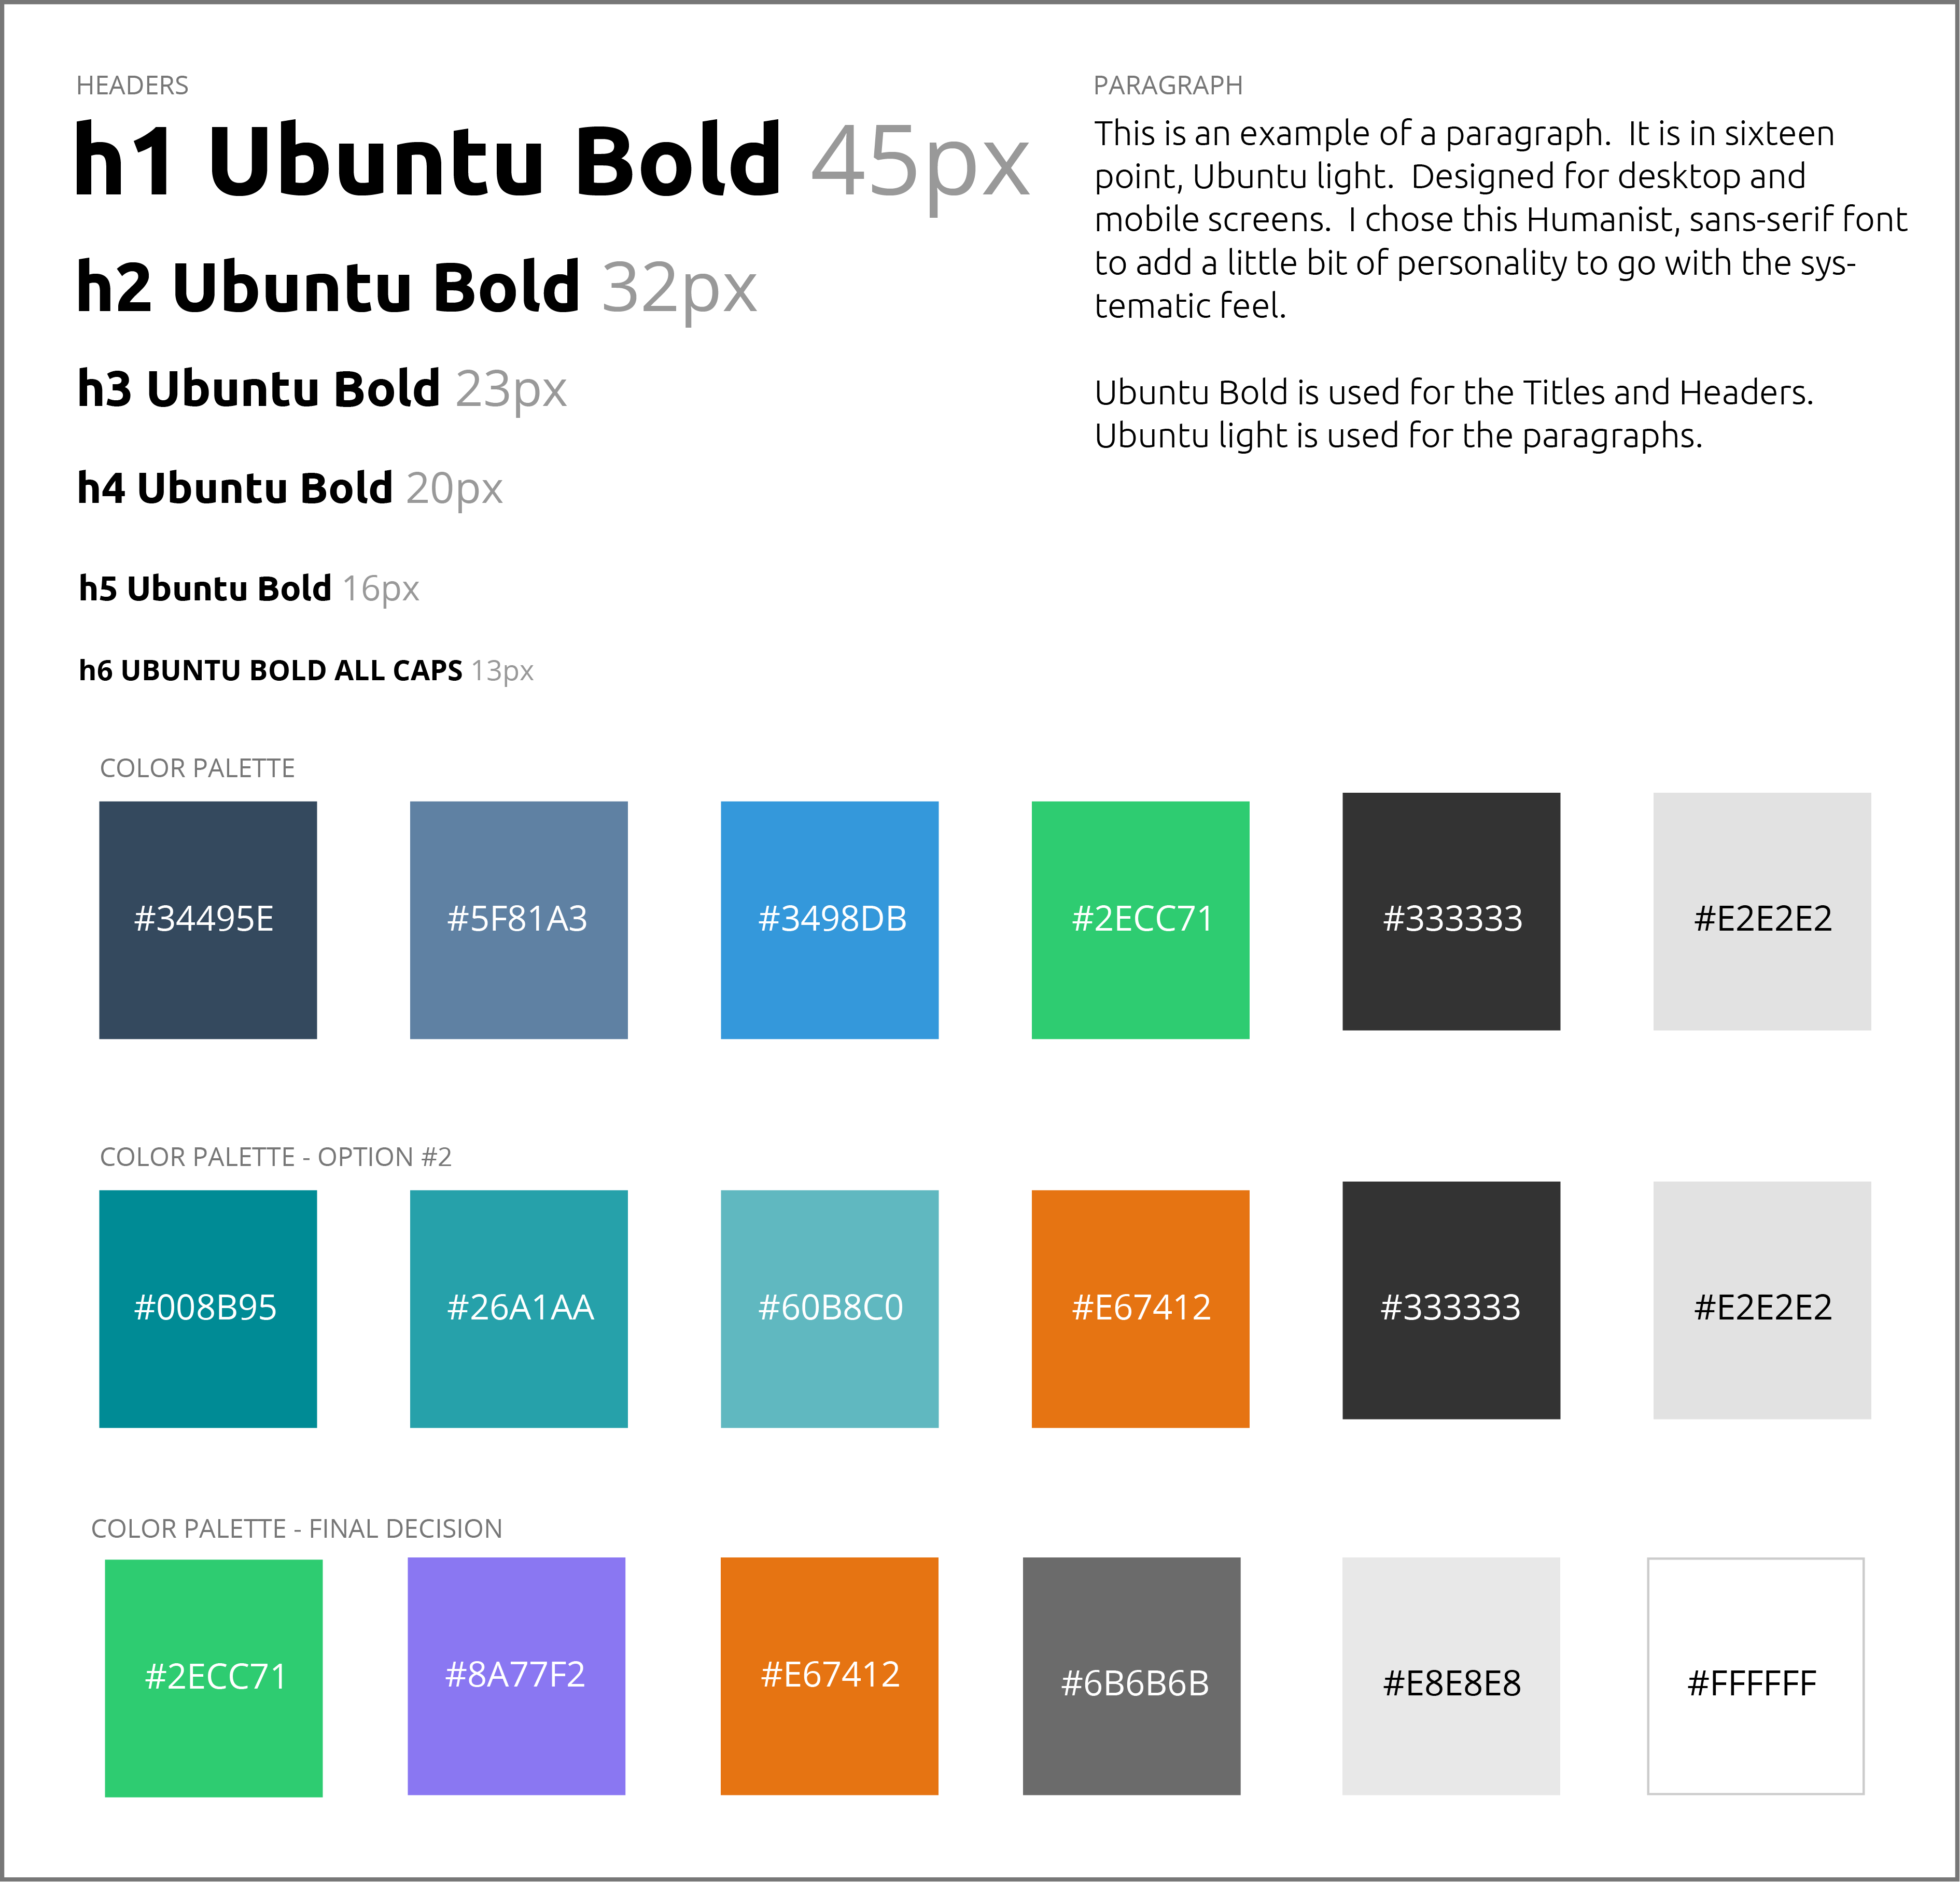 HEADERS
h1 Ubuntu Bold 45px
h2 Ubuntu Bold 32px
h3 Ubuntu Bold 23px
h4 Ubuntu Bold 20px
h5 Ubuntu Bold 16px
h6 UBUNTU BOLD ALL CAPS 13px
PARAGRAPH
This is an example of a paragraph.  It is in sixteen
point, Ubuntu light.  Designed for desktop and
mobile screens.  I chose this Humanist, sans-serif font
to add a little bit of personality to go with the sys-
tematic feel.
Ubuntu Bold is used for the Titles and Headers.
Ubuntu light is used for the paragraphs.
COLOR PALETTE
#34495E #5F81A3 #3498DB #2ECC71 #333333 #E2E2E2
COLOR PALETTE - OPTION #2
#008B95 #26A1AA #60B8C0 #E67412 #333333 #E2E2E2
COLOR PALETTE - FINAL DECISION
#2ECC71 #8A77F2 #E67412 #6B6B6B #E8E8E8 #FFFFFF